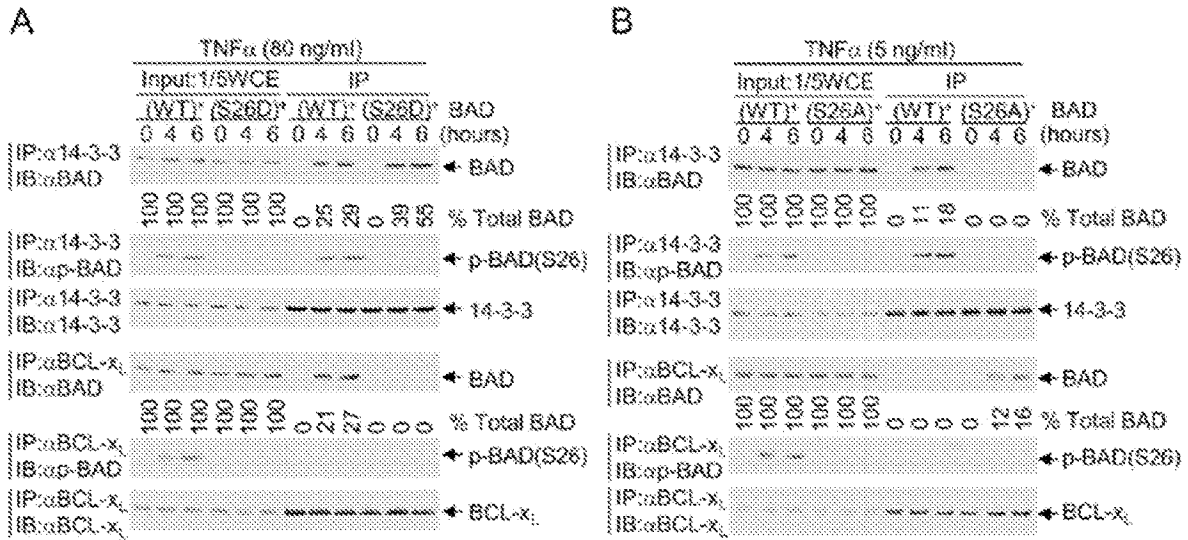 A
TNFα (80 ng/ml)
Input:1/5WCE IP
(WT)* (S26D)* (WT)* (S26D)* BAD
0 4 6 0 4 6 0 4 6 0 4 6 (hours)
IP:α14-3-3
IB:αBAD
BAD
100 100 100 100 100 100 0 25 29 0 39 55 % Total BAD
IP:α14-3-3
IB:αp-BAD
p-BAD(S26)
IP:α14-3-3
IB:α14-3-3
14-3-3
IP:αBCL-xL
IB:αBAD
BAD
100 100 100 100 100 100 0 21 27 0 0 0 % Total BAD
IP:αBCL-xL
IB:αp-BAD
p-BAD(S26)
IP:αBCL-xL
IB:αBCL-xL
BCL-xL
B
TNFα (5 ng/ml)
Input:1/5WCE IP
(WT)* (S26A)* (WT)* (S26A)* BAD
0 4 6 0 4 6 0 4 6 0 4 6 (hours)
IP:α14-3-3
IB:αBAD
BAD
100 100 100 100 100 100 0 11 0 0 0 % Total BAD
IP:α14-3-3
IB:αp-BAD
p-BAD(S26)
IP:α14-3-3
IB:α14-3-3
14-3-3
IP:αBCL-xL
IB:αBAD
BAD
100 100 100 100 100 100 0 0 0 0 12 16 % Total BAD
IP:αBCL-xL
IB:αp-BAD
p-BAD(S26)
IP:αBCL-xL
IB:αBCL-xL
BCL-xL